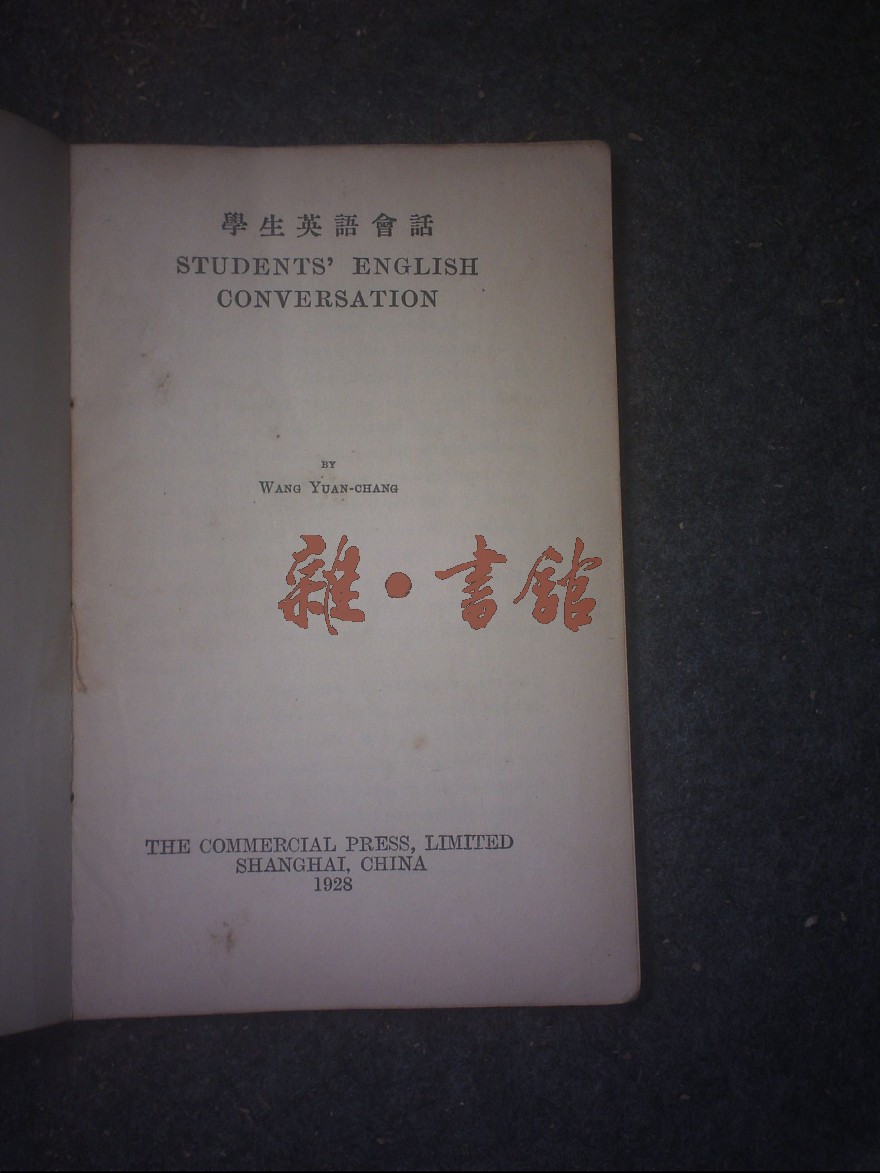 學生英語會話
STUDENTS' ENGLISH
CONVERSATION
BY
WANG YUAN-CHANG
雜·書館
THE COMMERCIAL PRESS, LIMITED
SHANGHAI, CHINA
1928